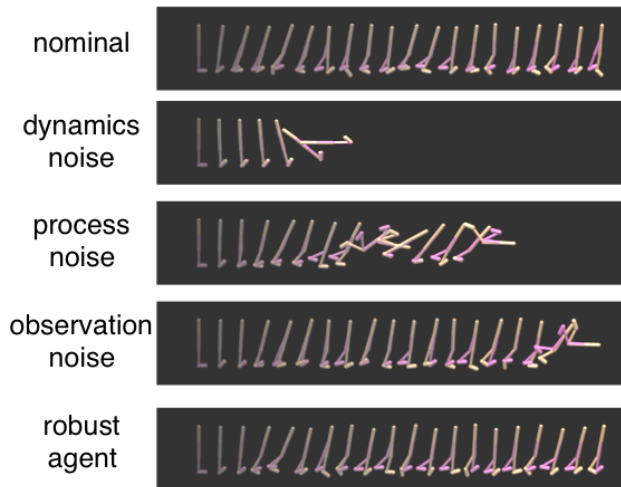 nominal
dynamics
noise
process
noise
observation
noise
robust
agent